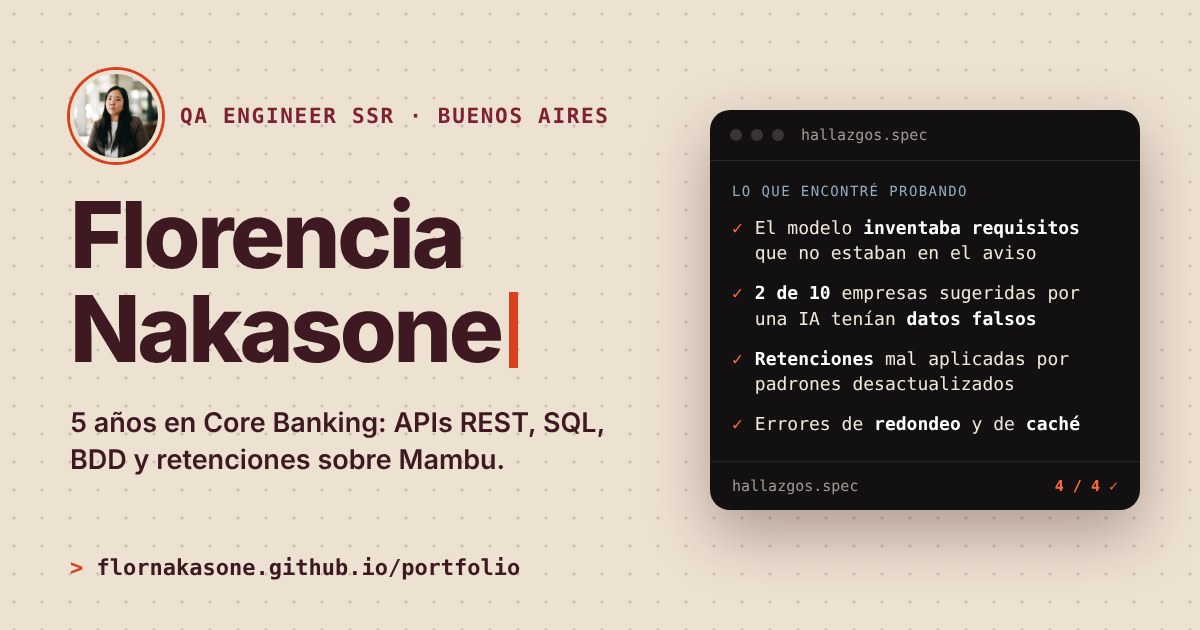 QA ENGINEER SSR · BUENOS AIRES
Florencia
Nakasone
5 años en Core Banking: APIs REST, SQL,
BDD y retenciones sobre Mambu.
> flornakasone.github.io/portfolio
hallazgos.spec
LO QUE ENCONTRÉ PROBANDO
✓ El modelo inventaba requisitos
que no estaban en el aviso
✓ 2 de 10 empresas sugeridas por
una IA tenían datos falsos
✓ Retenciones mal aplicadas por
padrones desactualizados
✓ Errores de redondeo y de caché
hallazgos.spec
4 / 4 ✓